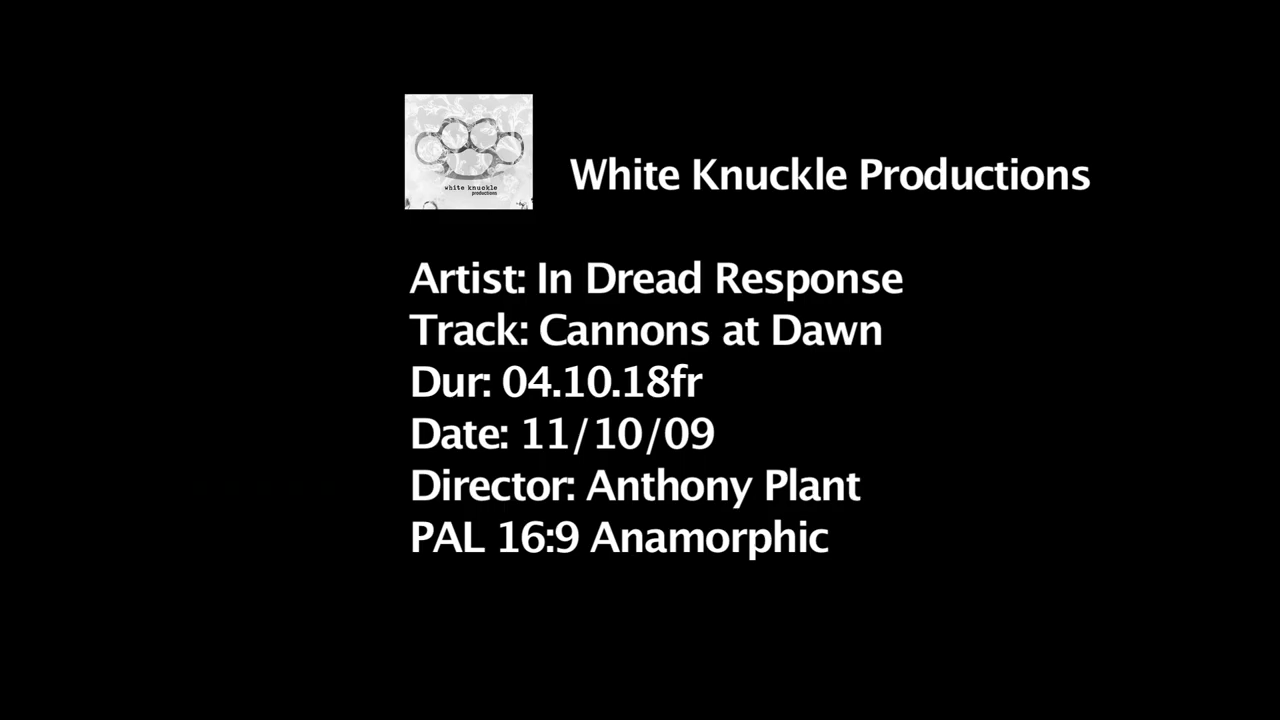 white knuckle
productions
White Knuckle Productions
Artist: In Dread Response
Track: Cannons at Dawn
Dur: 04.10.18fr
Date: 11/10/09
Director: Anthony Plant
PAL 16:9 Anamorphic